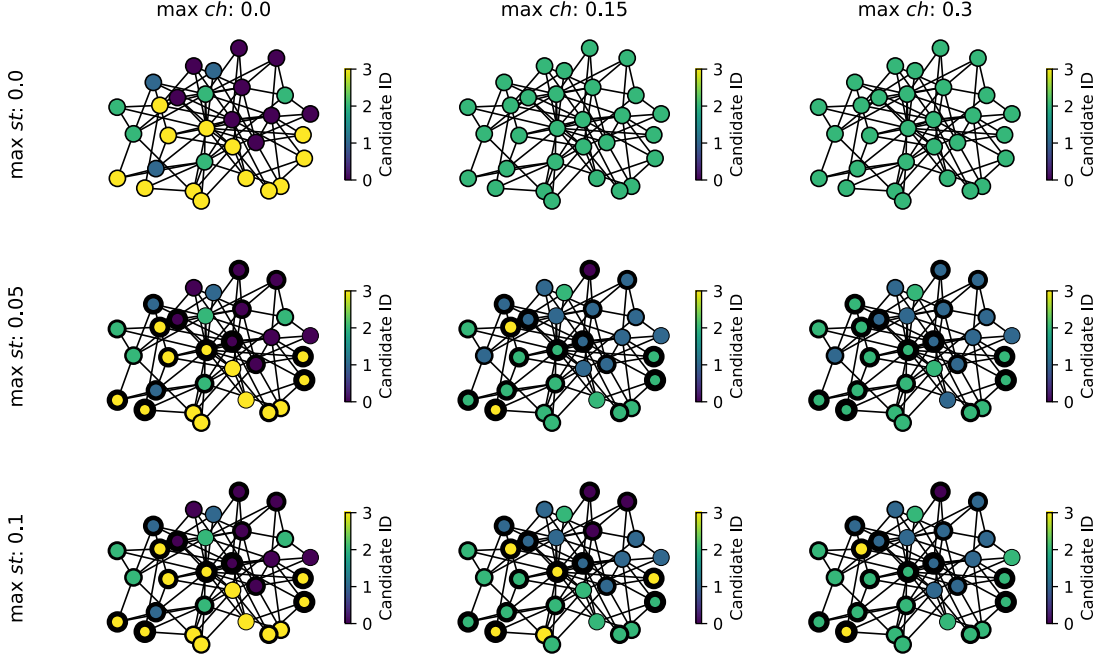 max ch: 0.0
max ch: 0.15
max ch: 0.3
max st: 0.0
3
2
1
0
Candidate ID
3
2
1
0
Candidate ID
3
2
1
0
Candidate ID
max st: 0.05
3
2
1
0
Candidate ID
3
2
1
0
Candidate ID
3
2
1
0
Candidate ID
max st: 0.1
3
2
1
0
Candidate ID
3
2
1
0
Candidate ID
3
2
1
0
Candidate ID